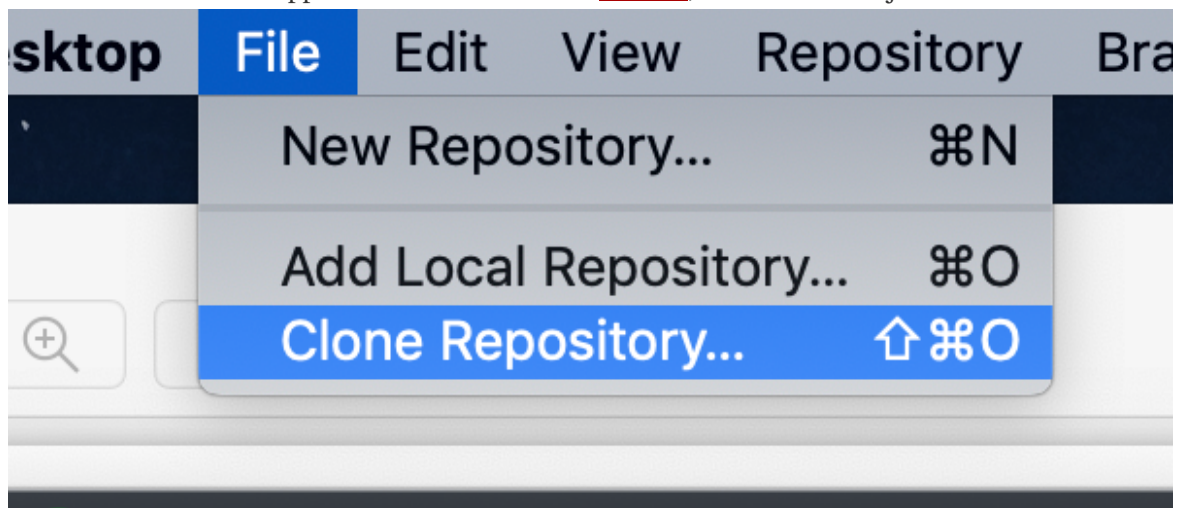 sktop File Edit View Repository Bra
New Repository... ⌘N
Add Local Repository... ⌘O
Clone Repository... ⇧⌘O